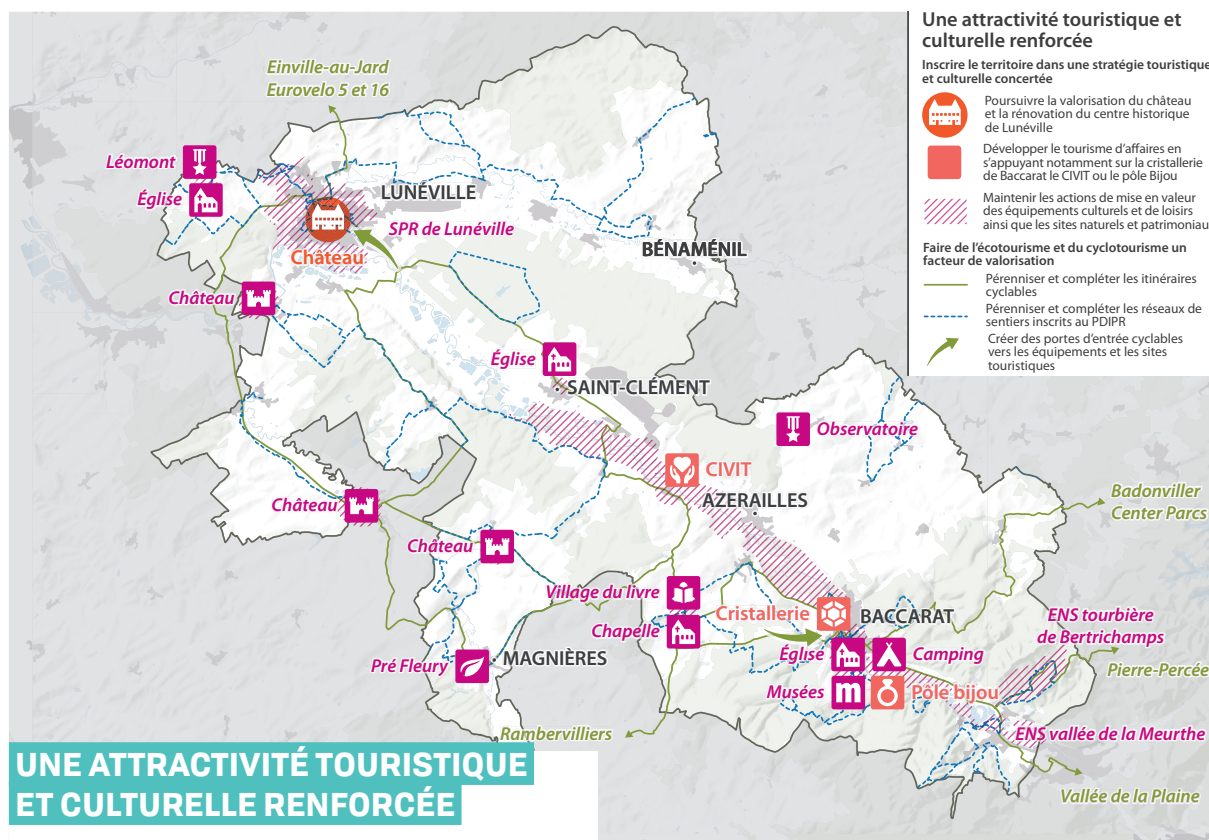 Une attractivité touristique et
culturelle renforcée
Inscrire le territoire dans une stratégie touristique
et culturelle concertée
Poursuivre la valorisation du château
et la rénovation du centre historique
de Lunéville
Développer le tourisme d'affaires en
s'appuyant notamment sur la cristallerie
de Baccarat le CIVIT ou le pôle Bijou
Maintenir les actions de mise en valeur
des équipements culturels et de loisirs
ainsi que les sites naturels et patrimoniau
Faire de l'écotourisme et du cyclotourisme un
facteur de valorisation
Pérenniser et compléter les itinéraires
cyclables
Pérenniser et compléter les réseaux de
sentiers inscrits au PDIPR
Créer des portes d'entrée cyclables
vers les équipements et les sites
touristiques
Einville-au-Jard
Eurovelo 5 et 16
Léomont
Église
LUNÉVILLE
SPR de Lunéville
Château
BÉNAMÉNIL
Château
Église
SAINT-CLÉMENT
Observatoire
CIVIT
AZERAILLES
Badonviller
Center Parcs
Château
Château
Village du livre
Cristallerie
BACCARAT
Chapelle
ENS tourbière
de Bertrichamps
Église
Camping
Pierre-Percée
Pré Fleury
MAGNIÈRES
Musées
Pôle bijou
Rambervilliers
ENS vallée de la Meurthe
Vallée de la Plaine
UNE ATTRACTIVITÉ TOURISTIQUE
ET CULTURELLE RENFORCÉE